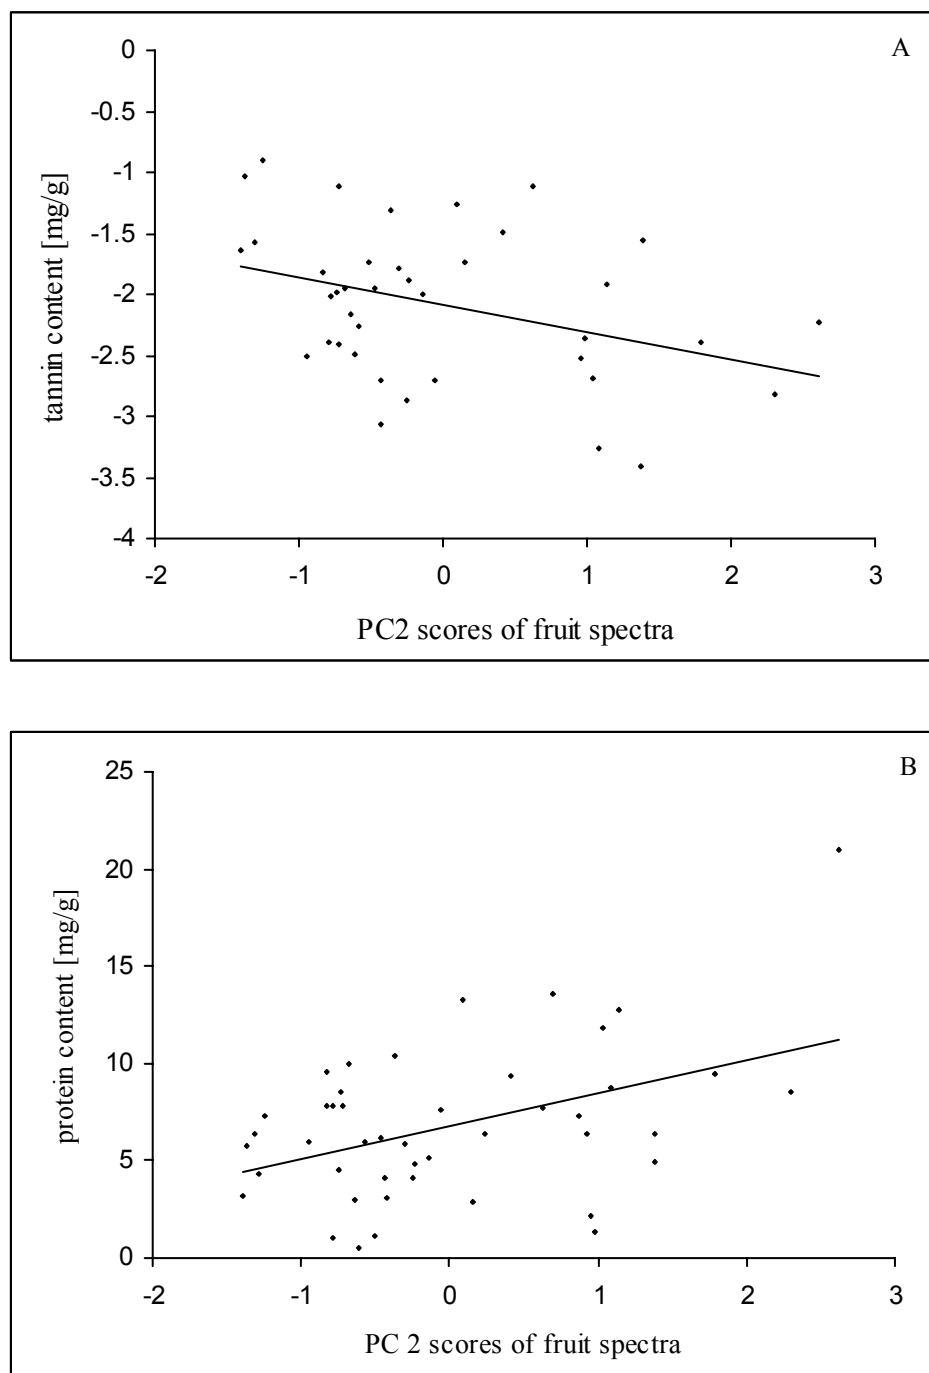 A
0
-0.5
-1
-1.5
-2
-2.5
-3
-3.5
-4
tannin content [mg/g]
-2 -1 0 1 2 3
PC2 scores of fruit spectra
B
25
20
15
10
5
0
protein content [mg/g]
-2 -1 0 1 2 3
PC 2 scores of fruit spectra